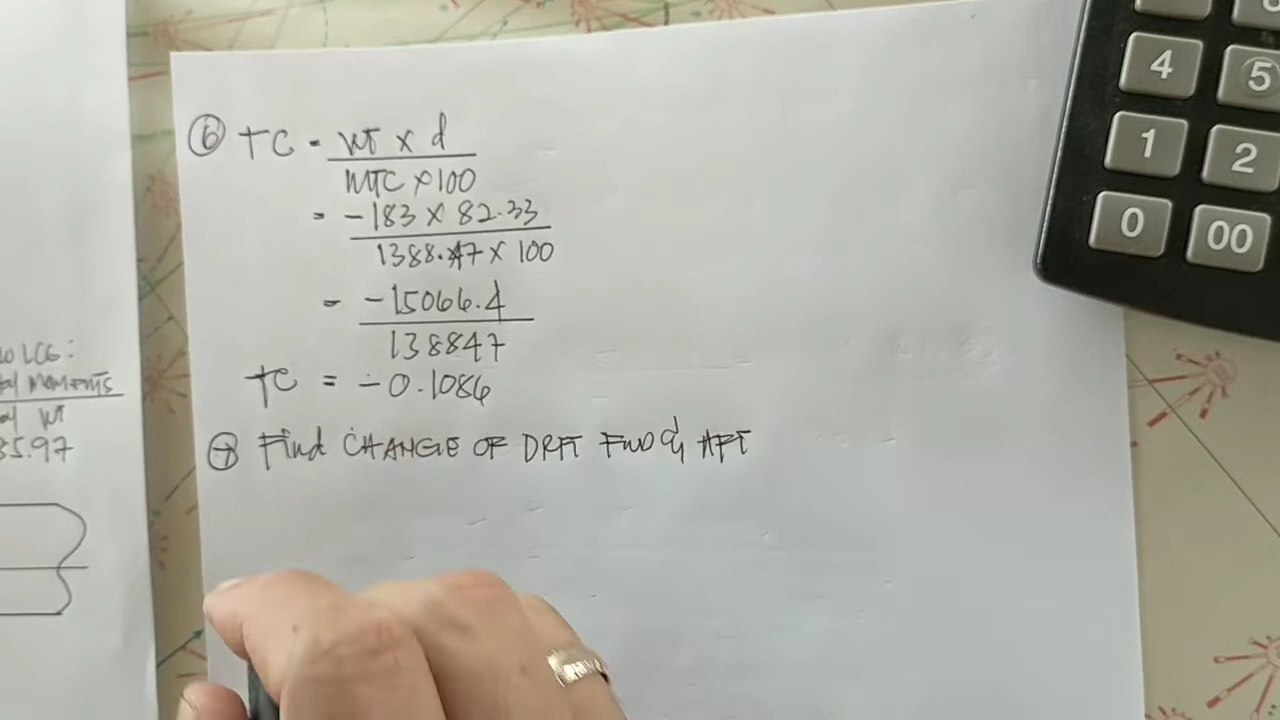 ⑥ TC = WT x d
MTC x 100
= -183 x 82.33
1388.47 x 100
= -15066.4
138847
TC = -0.1086
⑦ Find CHANGE OF DRFT FWD & AFT
LCG:
MOMENTS
WT
35.97
4
5
1
2
0
00